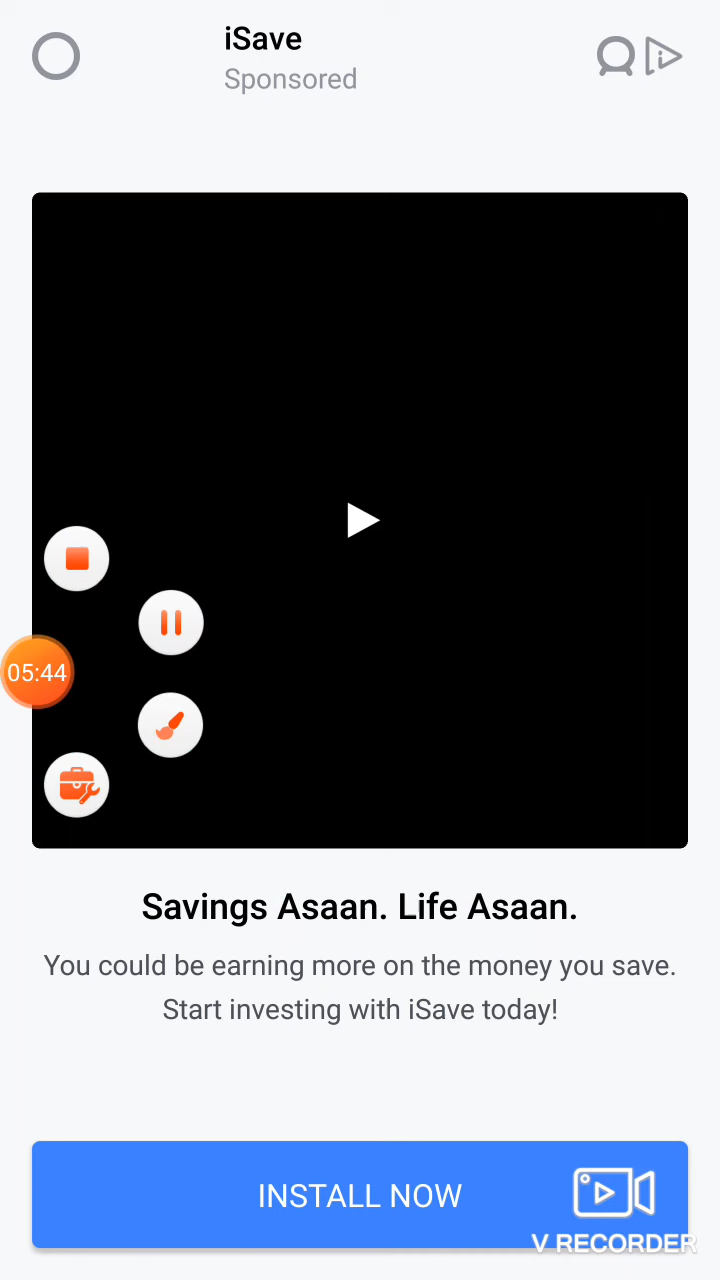 iSave
Sponsored
05:44
Savings Asaan. Life Asaan.
You could be earning more on the money you save.
Start investing with iSave today!
INSTALL NOW
V RECORDER